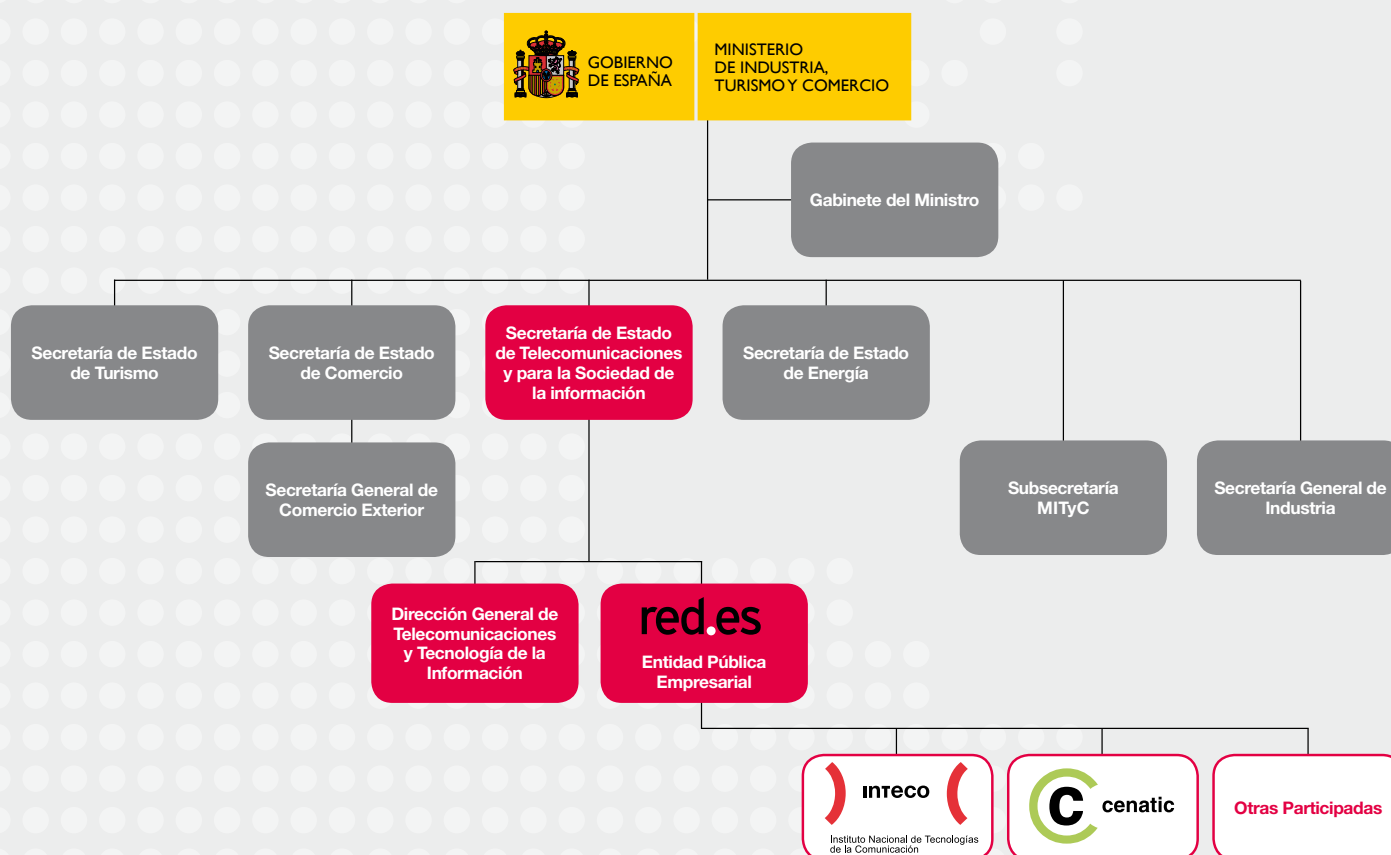 GOBIERNO
DE ESPAÑA
MINISTERIO
DE INDUSTRIA,
TURISMO Y COMERCIO
Gabinete del Ministro
Secretaría de Estado
de Turismo
Secretaría de Estado
de Comercio
Secretaría de Estado
de Telecomunicaciones
y para la Sociedad de
la información
Secretaría de Estado
de Energía
Secretaría General de
Comercio Exterior
Subsecretaría
MITyC
Secretaría General de
Industria
Dirección General de
Telecomunicaciones
y Tecnología de la
Información
red.es
Entidad Pública
Empresarial
INTECO
Instituto Nacional de Tecnologías
de la Comunicación
C cenatic
Otras Participadas